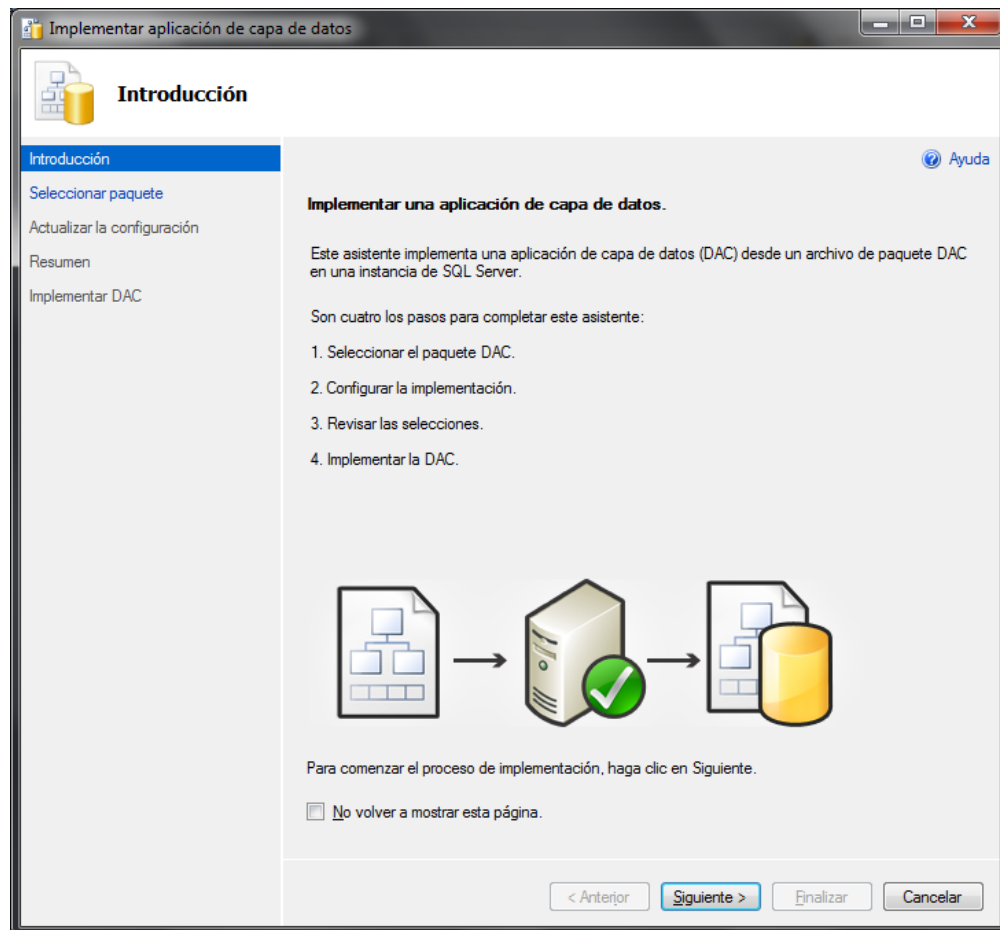 Implementar aplicación de capa de datos
Introducción
Introducción
Seleccionar paquete
Actualizar la configuración
Resumen
Implementar DAC
Ayuda
Implementar una aplicación de capa de datos.
Este asistente implementa una aplicación de capa de datos (DAC) desde un archivo de paquete DAC
en una instancia de SQL Server.
Son cuatro los pasos para completar este asistente:
1. Seleccionar el paquete DAC.
2. Configurar la implementación.
3. Revisar las selecciones.
4. Implementar la DAC.
Para comenzar el proceso de implementación, haga clic en Siguiente.
No volver a mostrar esta página.
< Anterior
Siguiente >
Finalizar
Cancelar